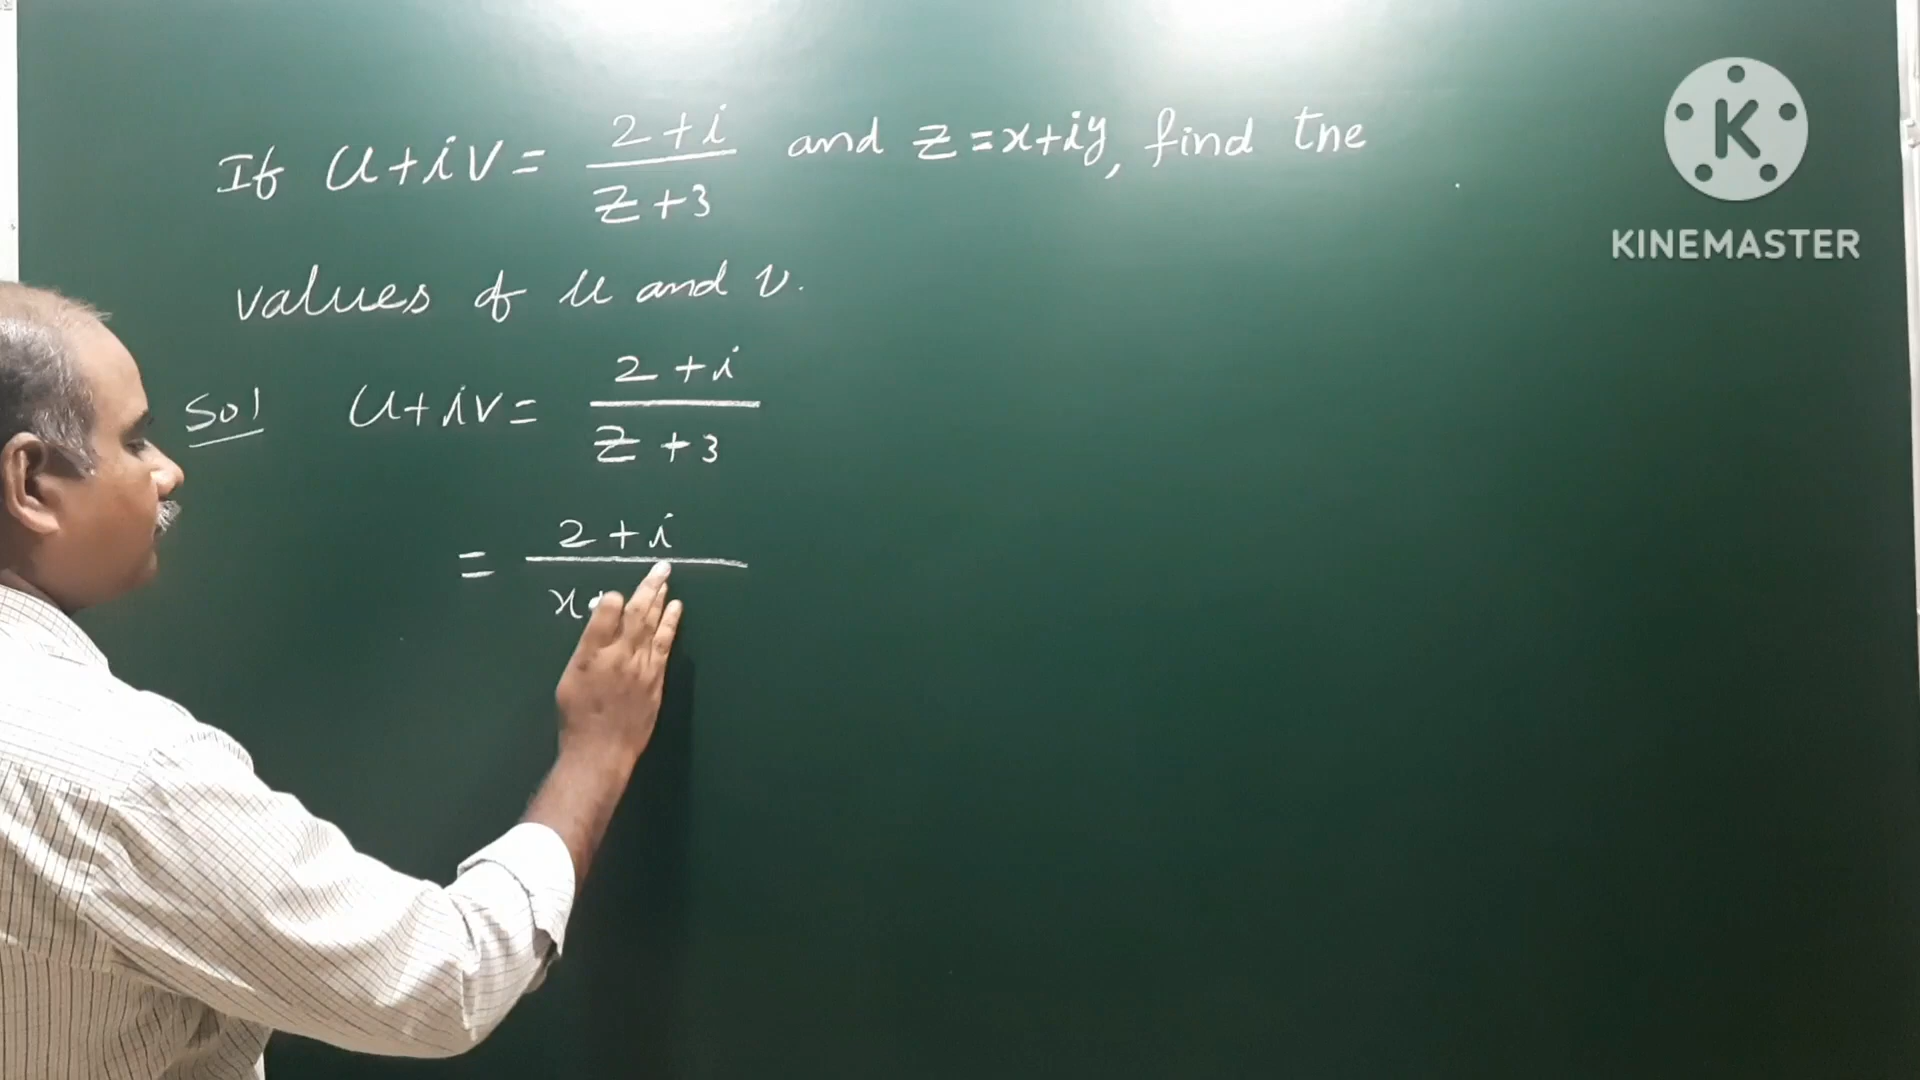 If u+iv = (2+i)/(z+3) and z=x+iy, find the
values of u and v.
Sol u+iv = (2+i)/(z+3)
= (2+i)/(x+
K
KINEMASTER